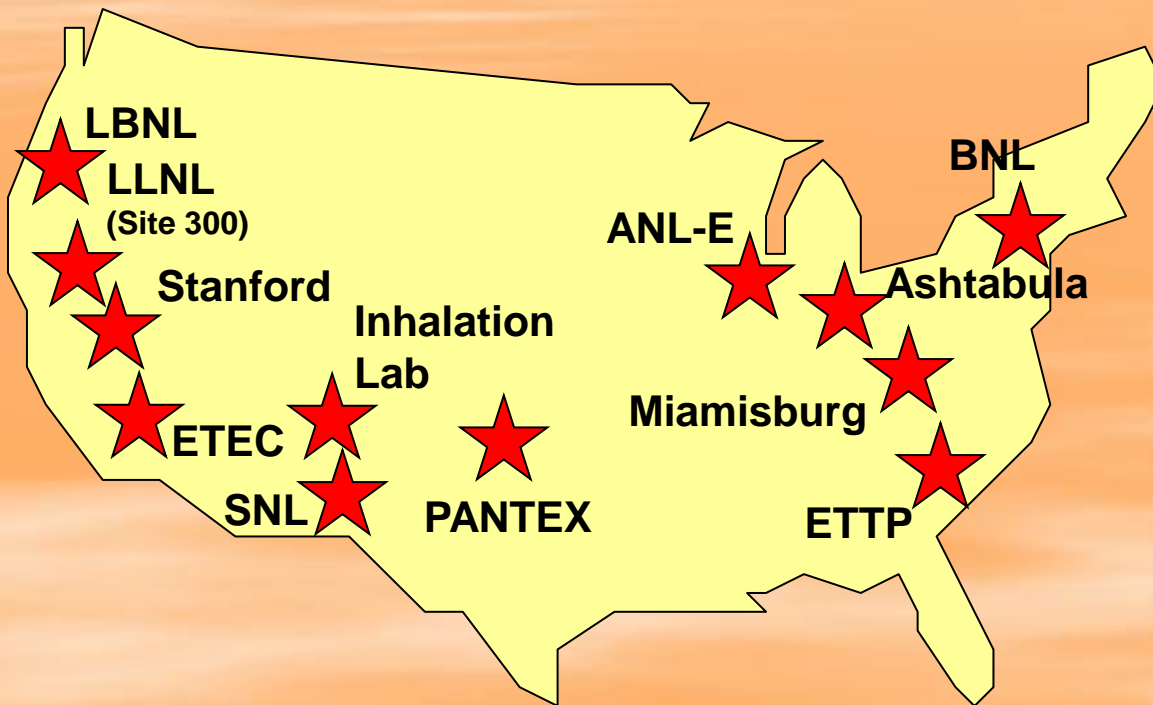 LBNL
LLNL
(Site 300)
Stanford
Inhalation
Lab
ETEC
SNL
PANTEX
ANL-E
BNL
Ashtabula
Miamisburg
ETTP